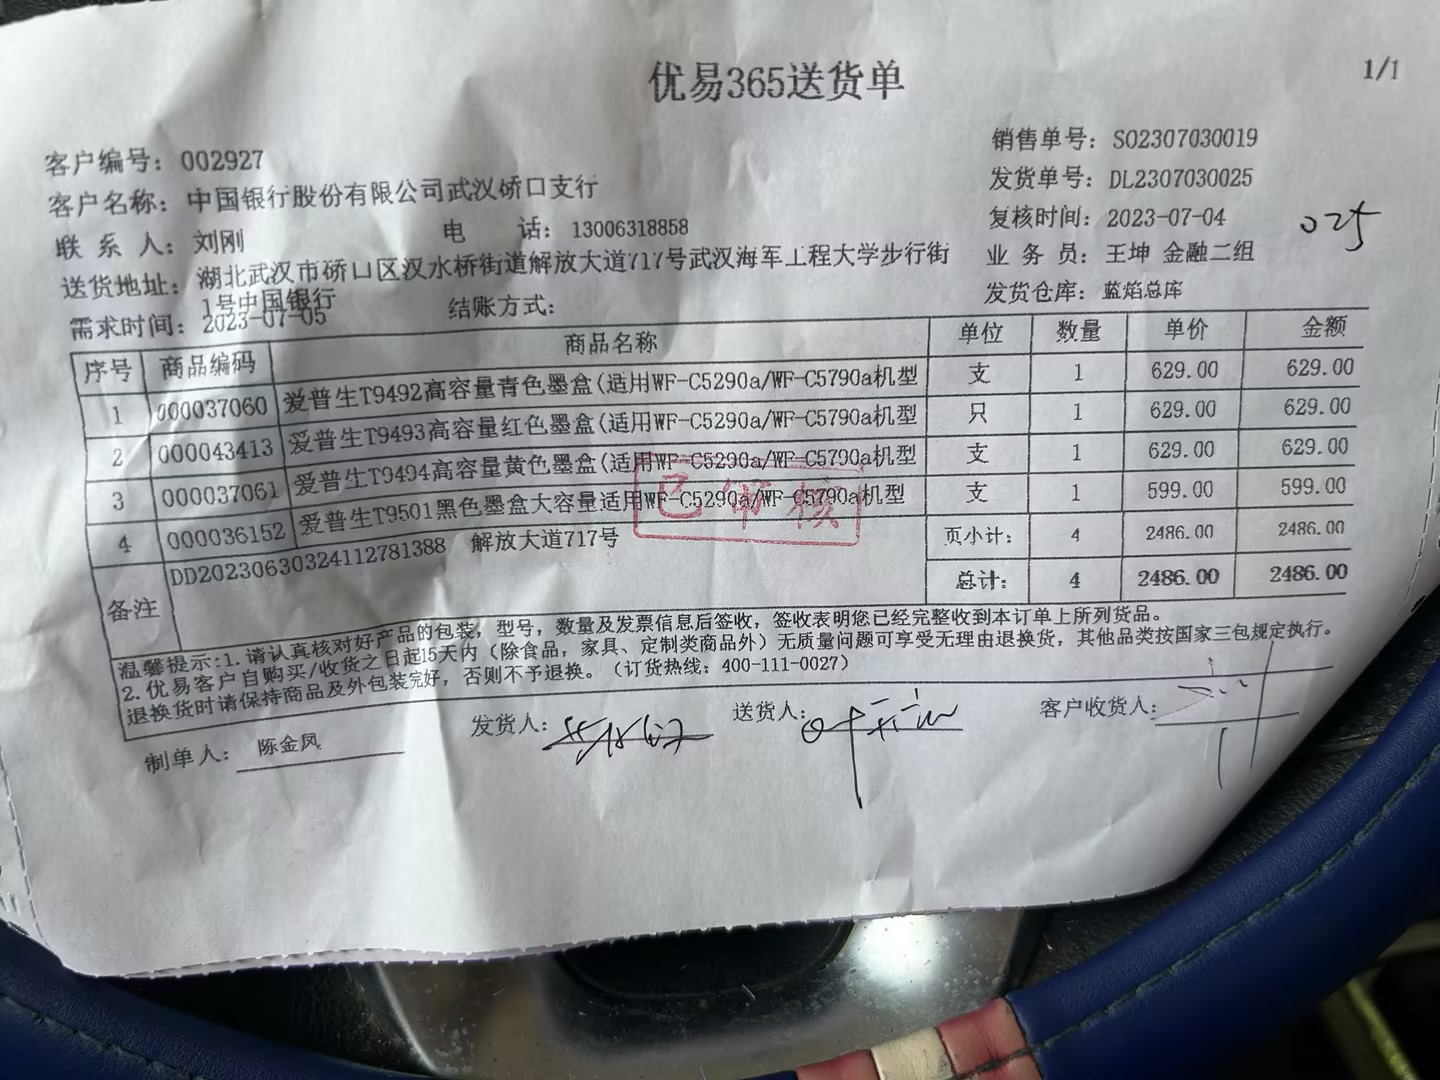 优易365送货单
1/1
客户编号：002927
销售单号：SO2307030019
客户名称：中国银行股份有限公司武汉硚口支行
发货单号：DL2307030025
联 系 人：刘刚 电 话：13006318858
复核时间：2023-07-04
025
送货地址：湖北武汉市硚口区汉水桥街道解放大道717号武汉海军工程大学步行街
1号中国银行
业 务 员：王坤 金融二组
需求时间：2023-07-05 结账方式：
发货仓库：蓝焰总库
序号 商品编码 商品名称 单位 数量 单价 金额
1 000037060 爱普生T9492高容量青色墨盒(适用WF-C5290a/WF-C5790a机型 支 1 629.00 629.00
2 000043413 爱普生T9493高容量红色墨盒(适用WF-C5290a/WF-C5790a机型 只 1 629.00 629.00
3 000037061 爱普生T9494高容量黄色墨盒(适用WF-C5290a/WF-C5790a机型 支 1 629.00 629.00
4 000036152 爱普生T9501黑色墨盒大容量适用WF-C5290a/WF-C5790a机型 支 1 599.00 599.00
已审核
备注 DD20230630324112781388 解放大道717号
页小计： 4 2486.00 2486.00
总计： 4 2486.00 2486.00
温馨提示：1.请认真核对好产品的包装，型号，数量及发票信息后签收，签收表明您已经完整收到本订单上所列货品。
2.优易客户自购买/收货之日起15天内（除食品，家具、定制类商品外）无质量问题可享受无理由退换货，其他品类按国家三包规定执行。
退换货时请保持商品及外包装完好，否则不予退换。（订货热线：400-111-0027）
制单人：陈金凤 发货人： 送货人： 客户收货人：